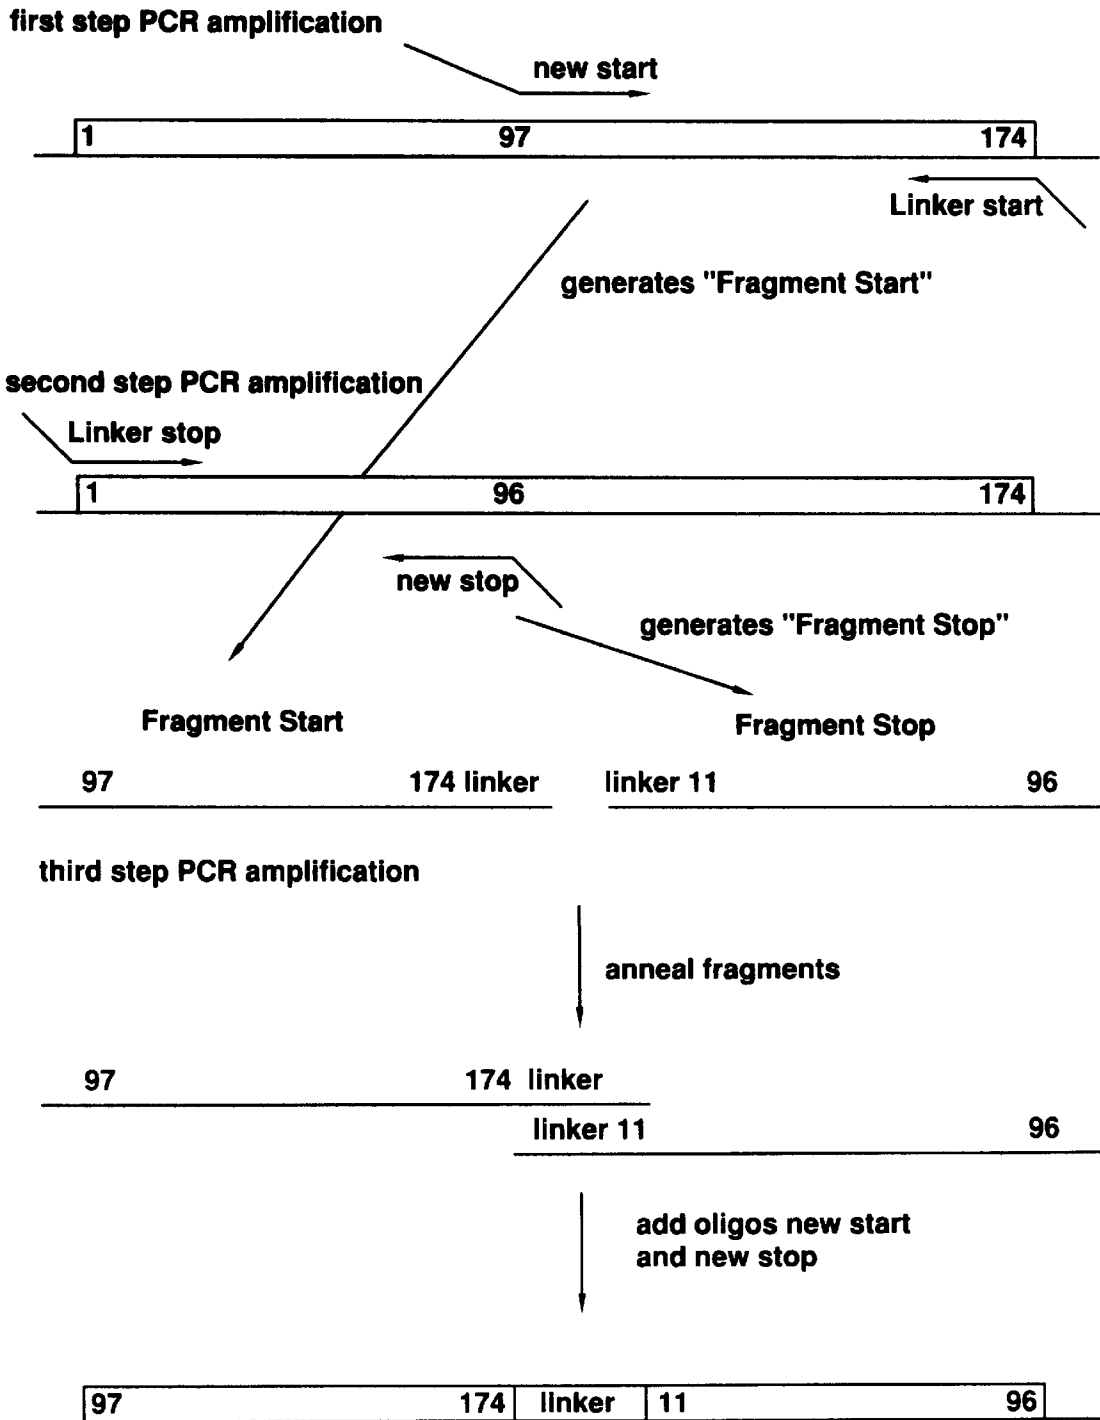 first step PCR amplification
new start
1 97 174
Linker start
generates "Fragment Start"
second step PCR amplification
Linker stop
1 96 174
new stop
generates "Fragment Stop"
Fragment Start Fragment Stop
97 174 linker linker 11 96
third step PCR amplification
anneal fragments
97 174 linker
linker 11 96
add oligos new start
and new stop
97 174 linker 11 96